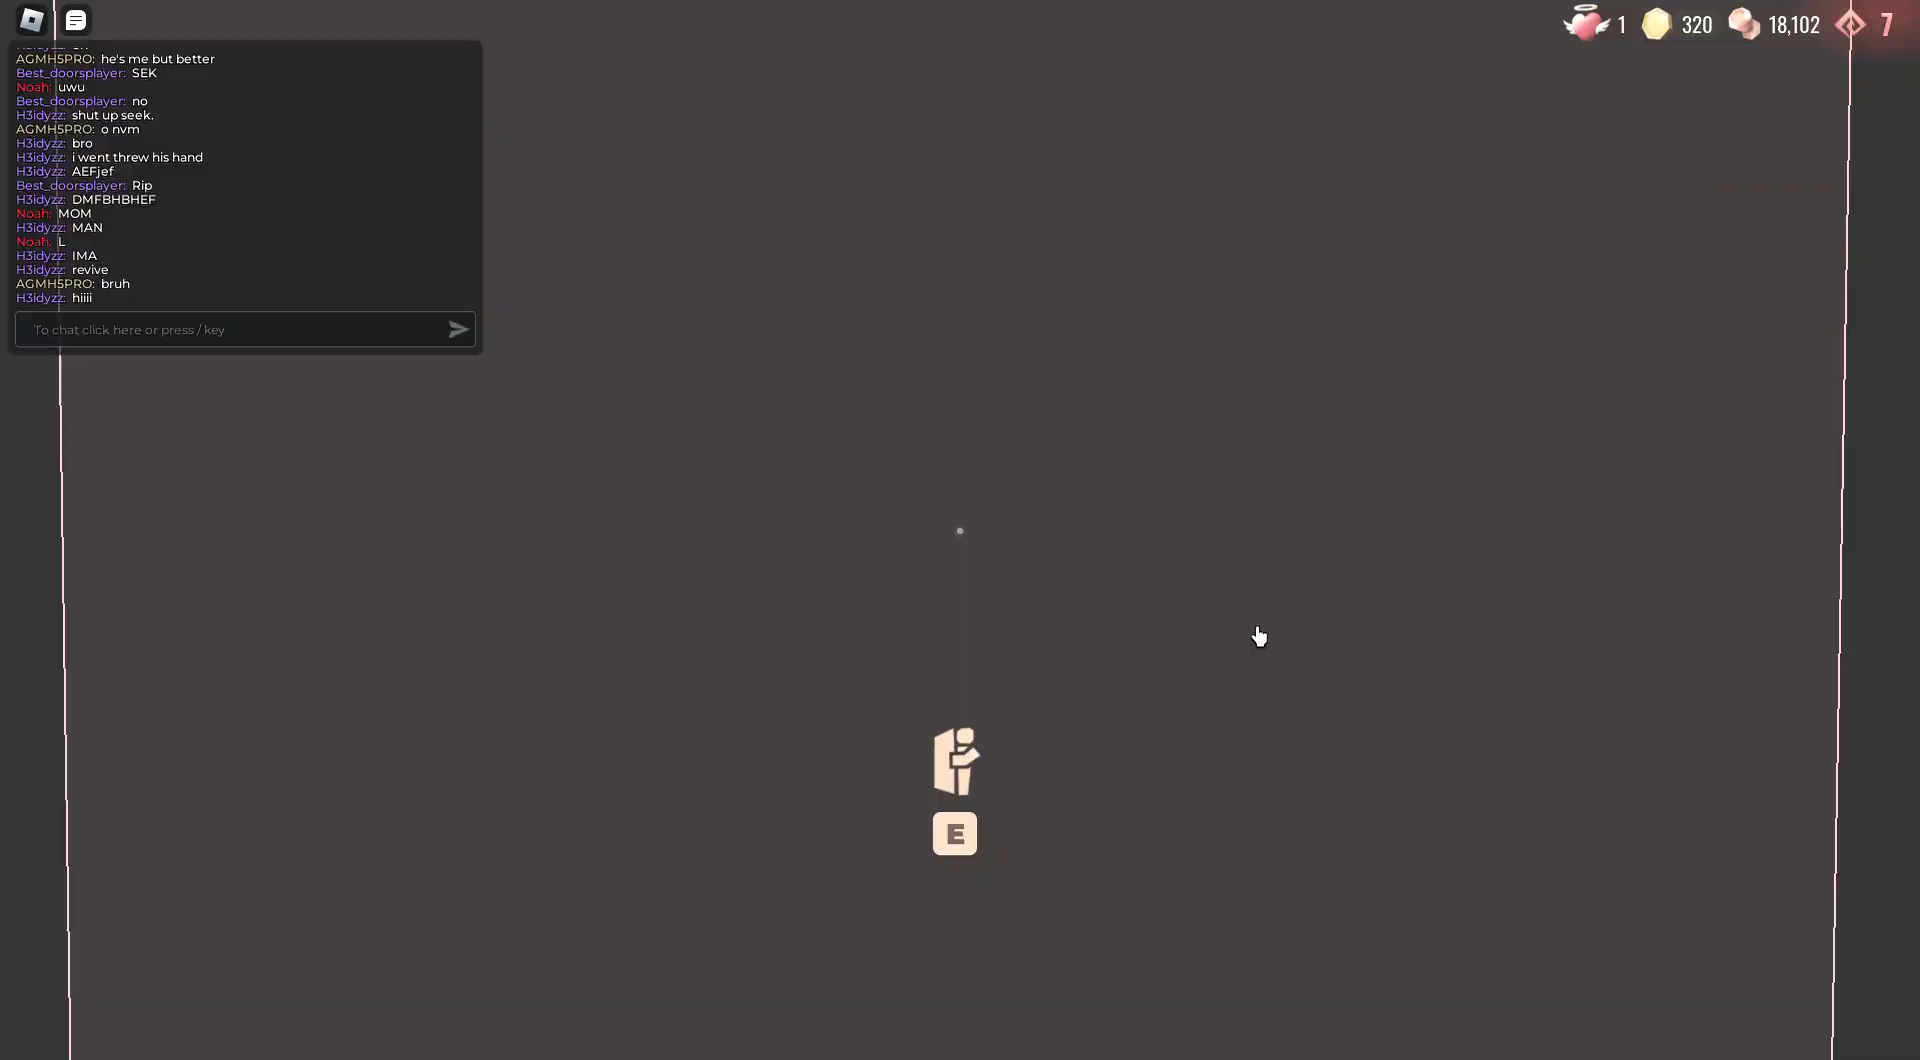 1 320 18,102 7
AGMH5PRO: he's me but better
Best_doorsplayer: SEK
Noah: uwu
Best_doorsplayer: no
H3idyzz: shut up seek.
AGMH5PRO: o nvm
H3idyzz: bro
H3idyzz: i went threw his hand
H3idyzz: AEFjef
Best_doorsplayer: Rip
H3idyzz: DMFBHBHEF
Noah: MOM
H3idyzz: MAN
Noah: L
H3idyzz: IMA
H3idyzz: revive
AGMH5PRO: bruh
H3idyzz: hiiii
To chat click here or press / key
E